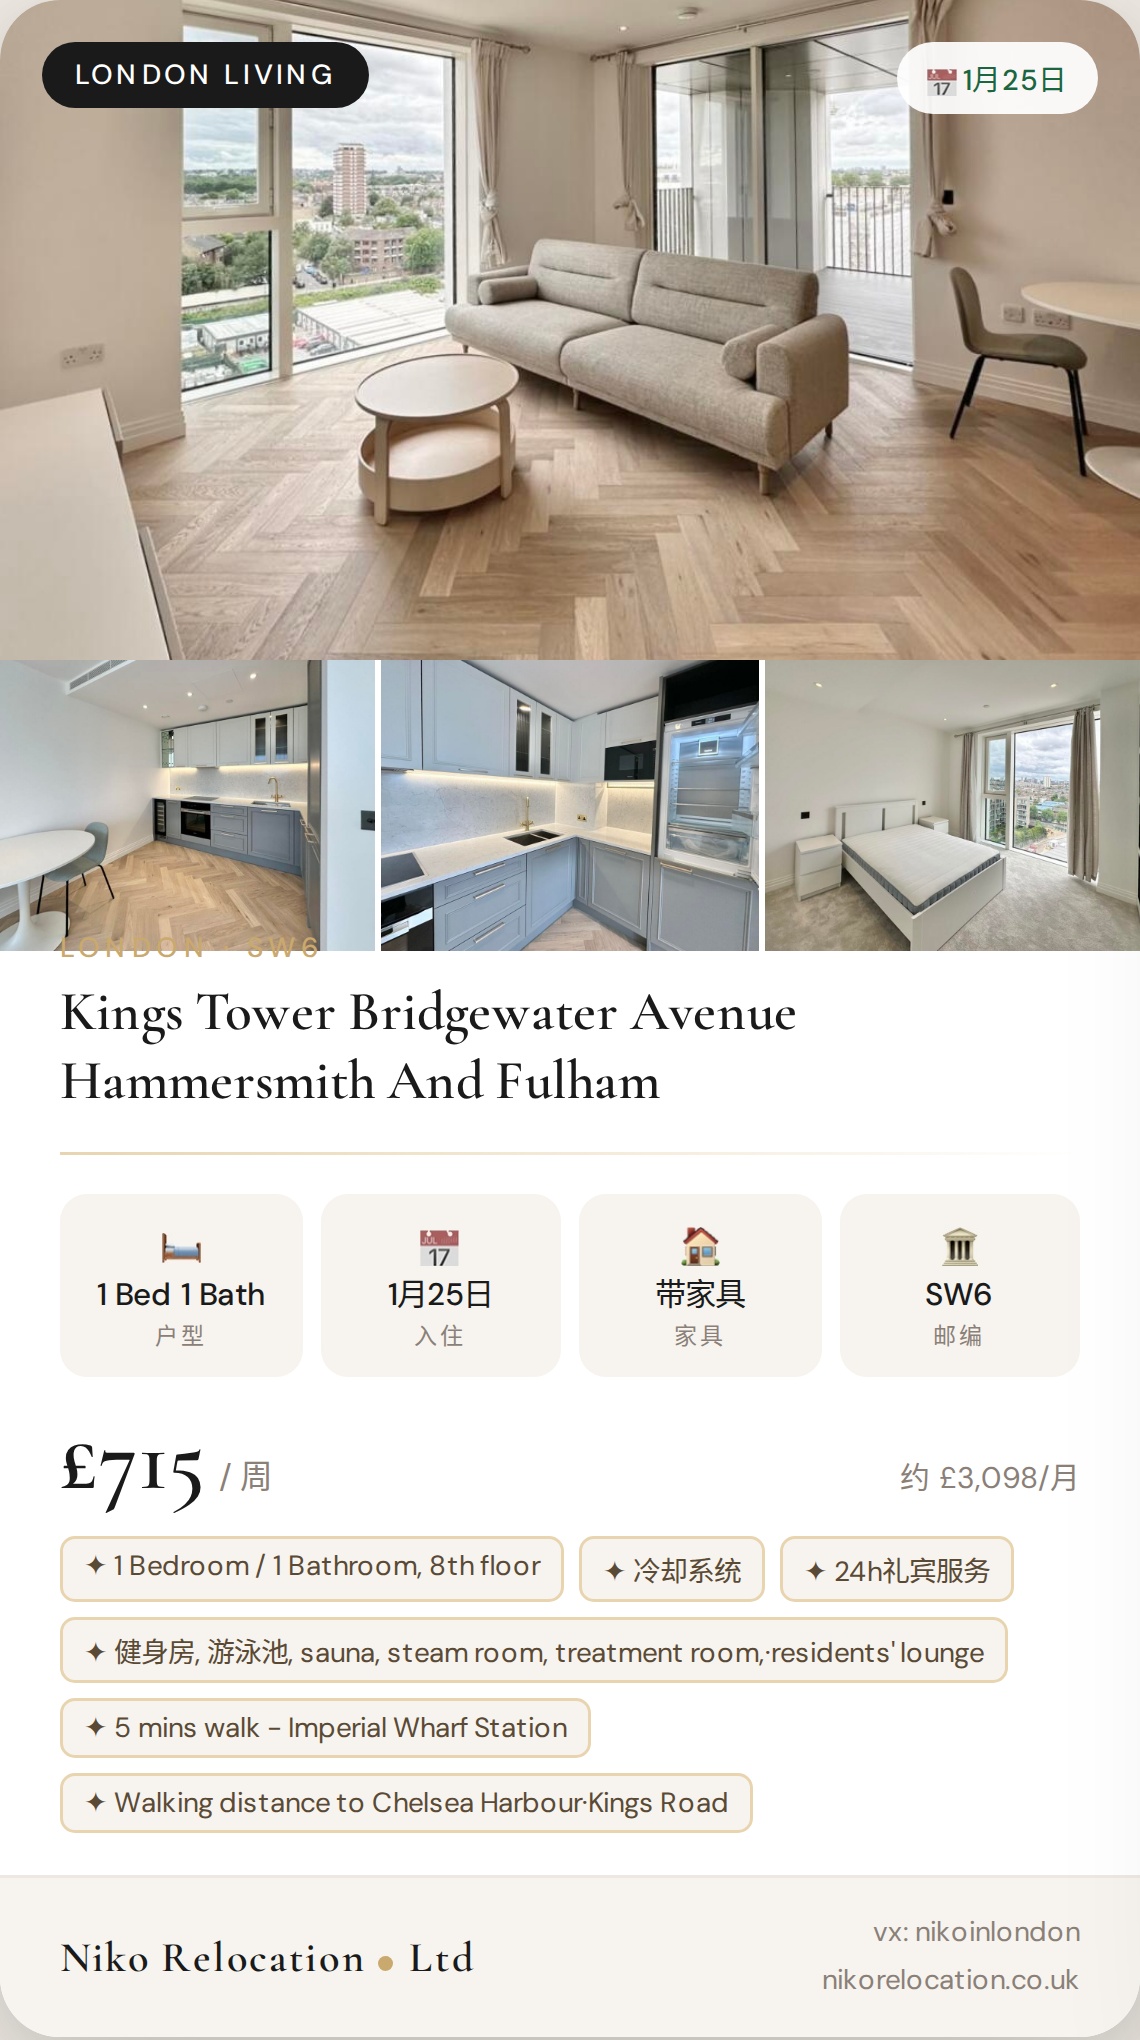 LONDON LIVING
📅1月25日
LONDON · SW6
Kings Tower Bridgewater Avenue
Hammersmith And Fulham
1 Bed 1 Bath
户型
1月25日
入住
带家具
家具
SW6
邮编
£715 / 周
约 £3,098/月
✦ 1 Bedroom / 1 Bathroom, 8th floor
✦ 冷却系统
✦ 24h礼宾服务
✦ 健身房, 游泳池, sauna, steam room, treatment room,·residents' lounge
✦ 5 mins walk - Imperial Wharf Station
✦ Walking distance to Chelsea Harbour·Kings Road
Niko Relocation ● Ltd
vx: nikoinlondon
nikorelocation.co.uk